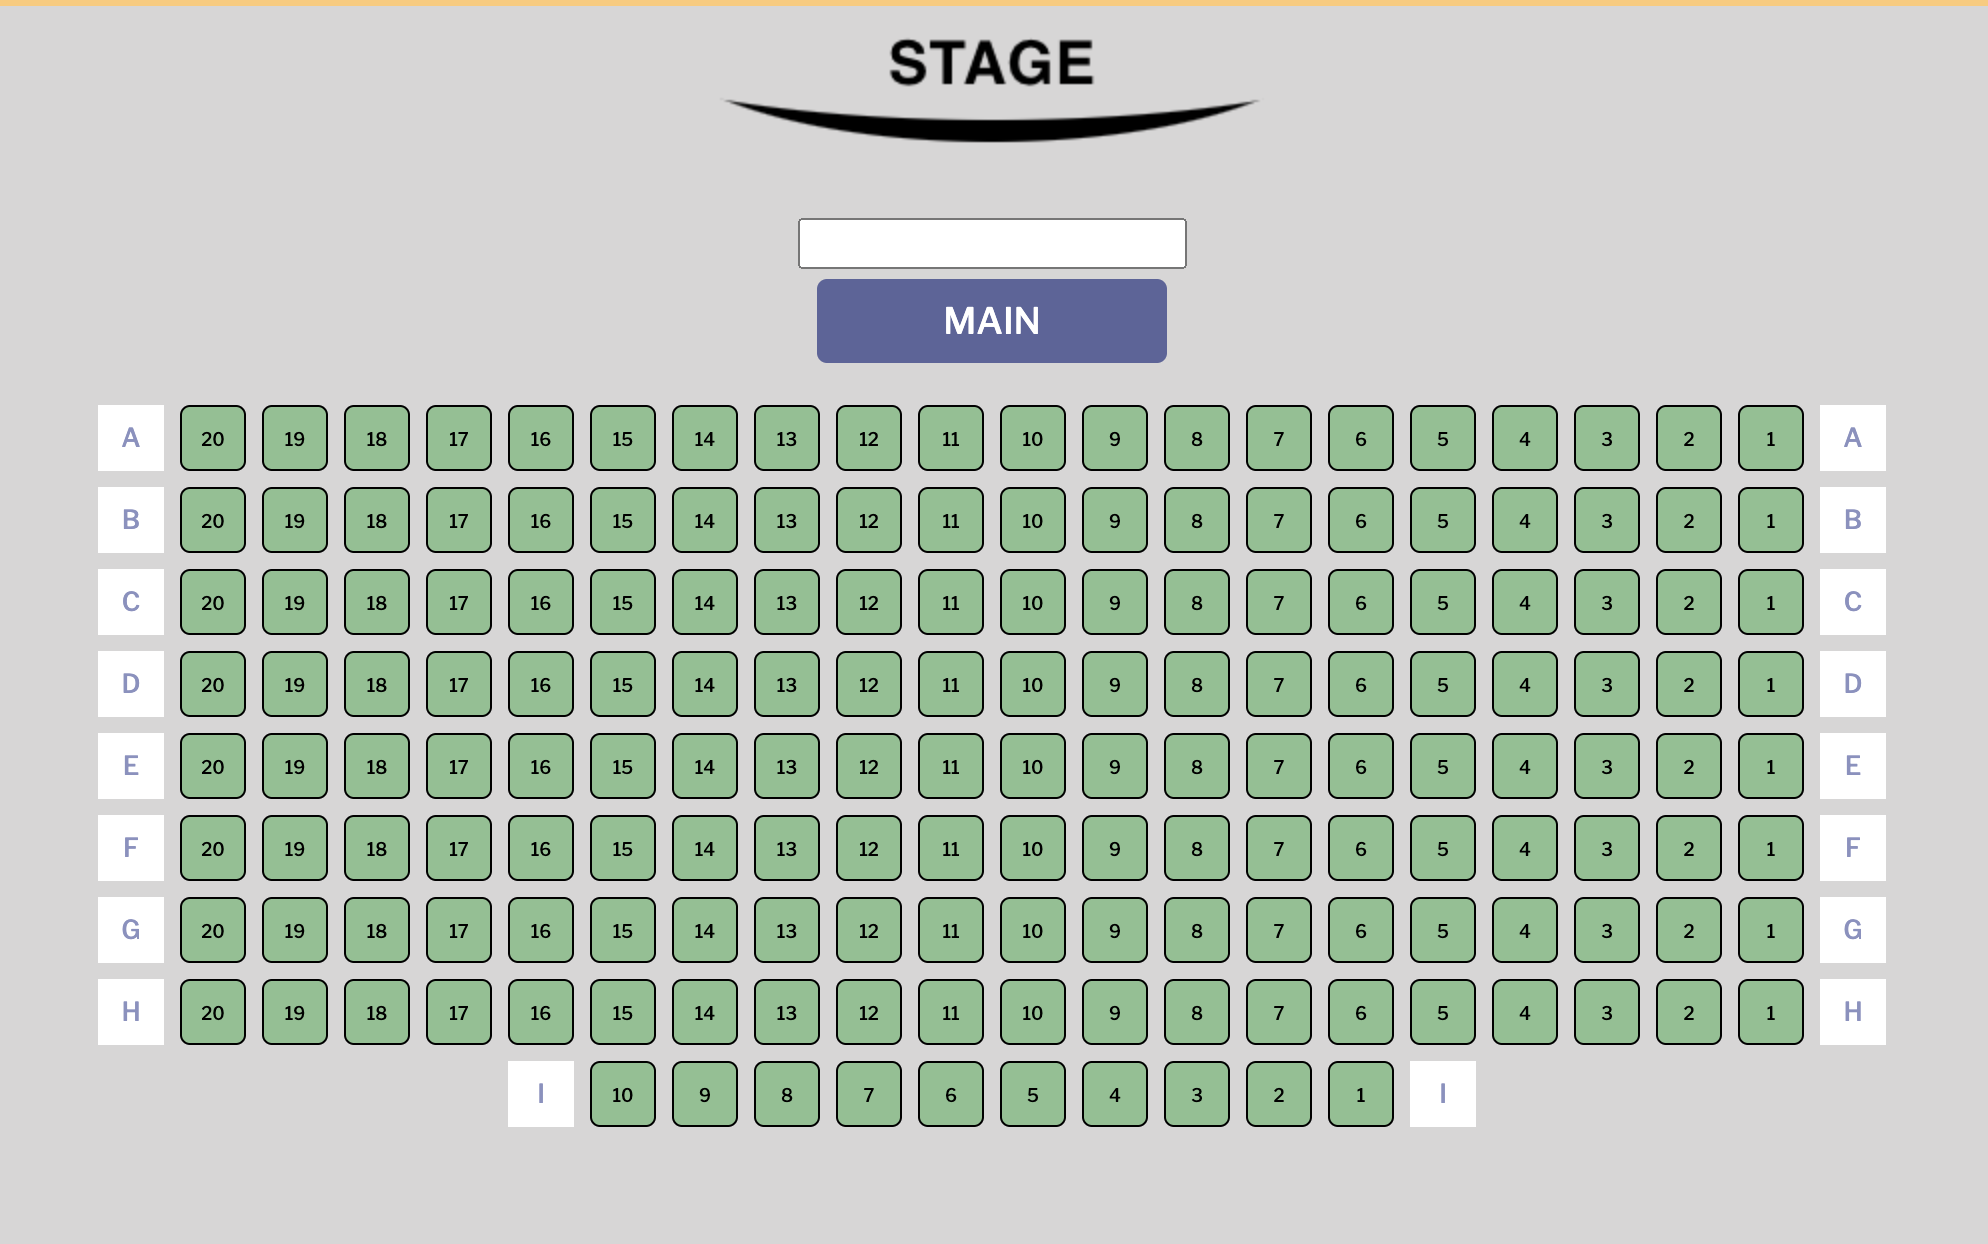 STAGE
MAIN
A 20 19 18 17 16 15 14 13 12 11 10 9 8 7 6 5 4 3 2 1 A
B 20 19 18 17 16 15 14 13 12 11 10 9 8 7 6 5 4 3 2 1 B
C 20 19 18 17 16 15 14 13 12 11 10 9 8 7 6 5 4 3 2 1 C
D 20 19 18 17 16 15 14 13 12 11 10 9 8 7 6 5 4 3 2 1 D
E 20 19 18 17 16 15 14 13 12 11 10 9 8 7 6 5 4 3 2 1 E
F 20 19 18 17 16 15 14 13 12 11 10 9 8 7 6 5 4 3 2 1 F
G 20 19 18 17 16 15 14 13 12 11 10 9 8 7 6 5 4 3 2 1 G
H 20 19 18 17 16 15 14 13 12 11 10 9 8 7 6 5 4 3 2 1 H
I 10 9 8 7 6 5 4 3 2 1 I